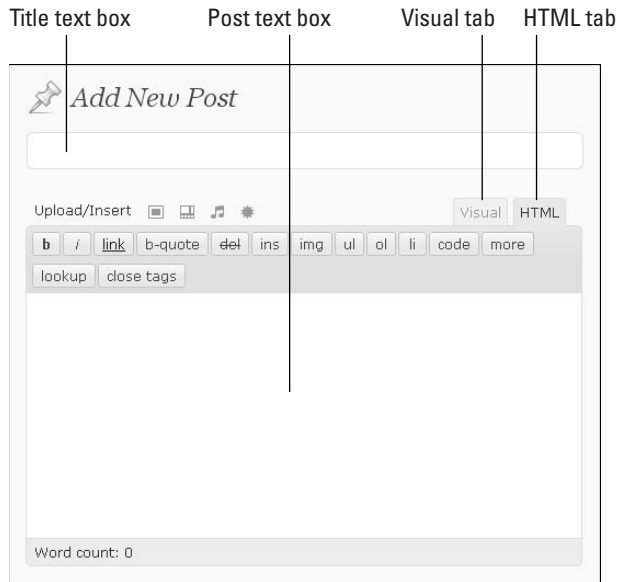 Title text box Post text box Visual tab HTML tab
Add New Post
Upload/Insert Visual HTML
b i link b-quote del ins img ul ol li code more
lookup close tags
Word count: 0